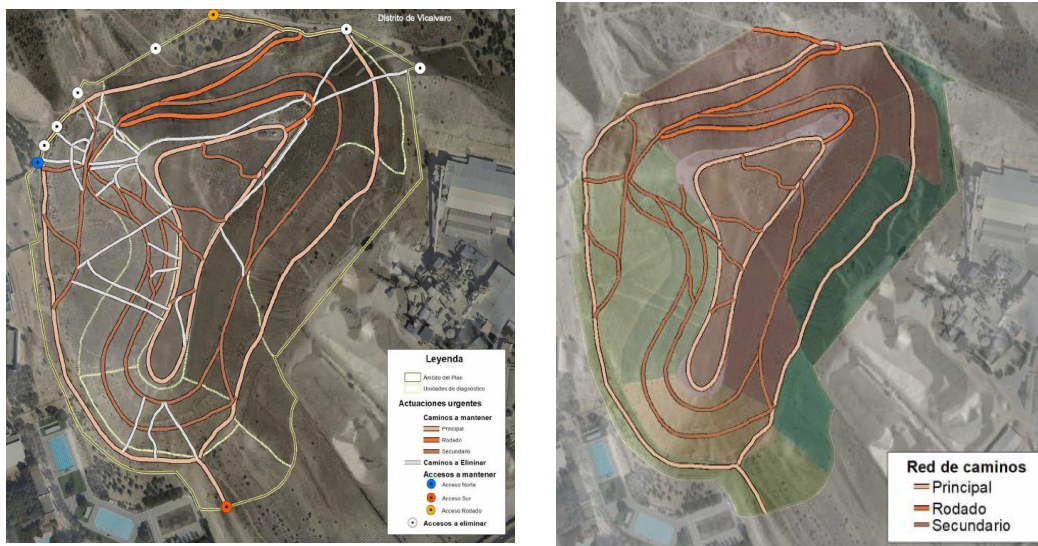 Distrito de Vicalvaro
Leyenda
Ámbito del Plan
Unidades de diagnóstico
Actuaciones urgentes
Caminos a mantener
Principal
Rodado
Secundario
Caminos a Eliminar
Accesos a mantener
Acceso Norte
Acceso Sur
Acceso Rodado
Accesos a eliminar
Red de caminos
Principal
Rodado
Secundario